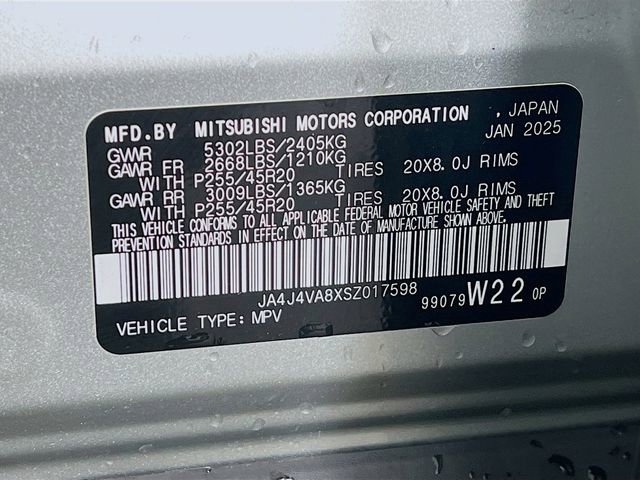 MFD.BY MITSUBISHI MOTORS CORPORATION , JAPAN
JAN 2025
GVWR 5302LBS/2405KG
GAWR FR 2668LBS/1210KG
WITH P255/45R20 TIRES 20X8.0J RIMS
GAWR RR 3009LBS/1365KG
WITH P255/45R20 TIRES 20X8.0J RIMS
THIS VEHICLE CONFORMS TO ALL APPLICABLE FEDERAL MOTOR VEHICLE SAFETY AND THEFT
PREVENTION STANDARDS IN EFFECT ON THE DATE OF MANUFACTURE SHOWN ABOVE.
JA4J4VA8XSZ017598
99079 W22 0P
VEHICLE TYPE: MPV